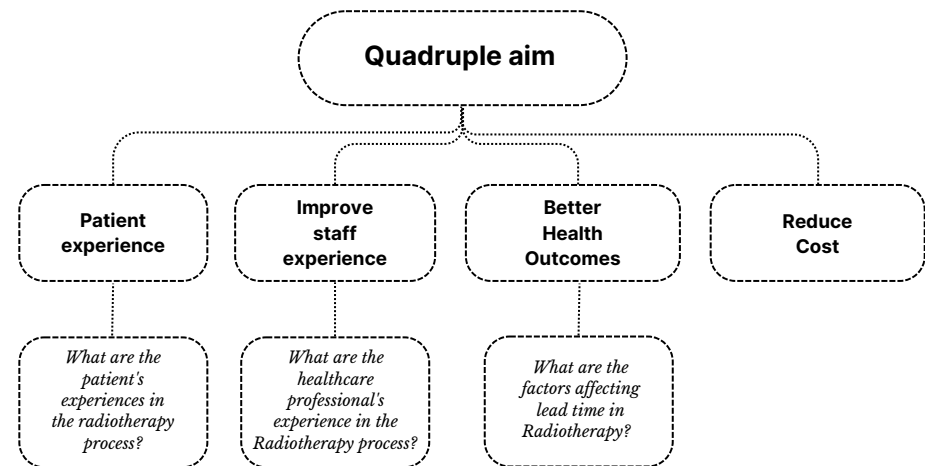 Quadruple aim
Patient
experience
Improve
staff
experience
Better
Health
Outcomes
Reduce
Cost
What are the
patient's
experiences in
the radiotherapy
process?
What are the
healthcare
professional's
experience in the
Radiotherapy process?
What are the
factors affecting
lead time in
Radiotherapy?